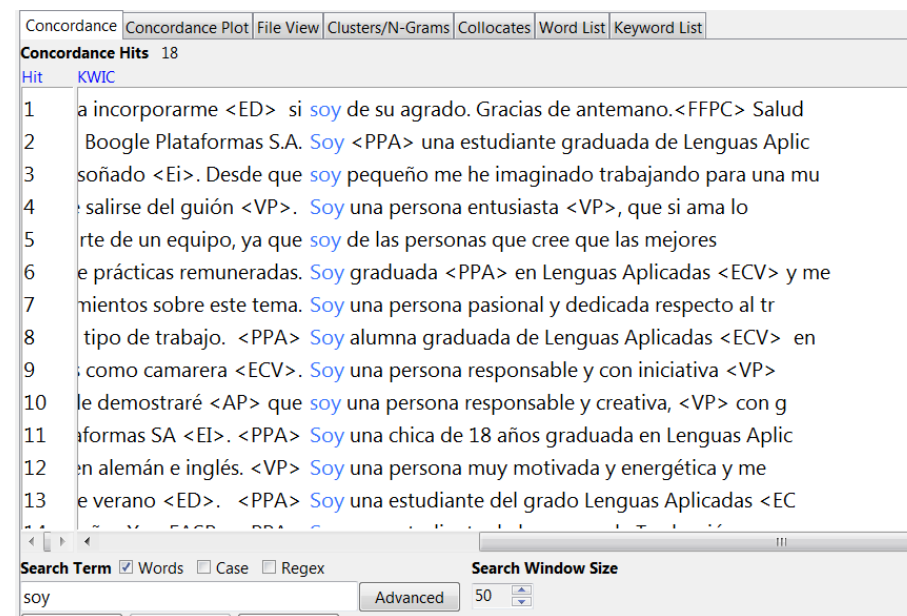 Concordance Concordance Plot File View Clusters/N-Grams Collocates Word List Keyword List
Concordance Hits 18
Hit KWIC
1 a incorporarme <ED> si soy de su agrado. Gracias de antemano.<FFPC> Salud
2 Boogle Plataformas S.A. Soy <PPA> una estudiante graduada de Lenguas Aplic
3 soñado <Ei>. Desde que soy pequeño me he imaginado trabajando para una mu
4 salirse del guión <VP>. Soy una persona entusiasta <VP>, que si ama lo
5 rte de un equipo, ya que soy de las personas que cree que las mejores
6 e prácticas remuneradas. Soy graduada <PPA> en Lenguas Aplicadas <ECV> y me
7 mientos sobre este tema. Soy una persona pasional y dedicada respecto al tr
8 tipo de trabajo. <PPA> Soy alumna graduada de Lenguas Aplicadas <ECV> en
9 como camarera <ECV>. Soy una persona responsable y con iniciativa <VP>
10 le demostraré <AP> que soy una persona responsable y creativa, <VP> con g
11 aformas SA <EI>. <PPA> Soy una chica de 18 años graduada en Lenguas Aplic
12 en alemán e inglés. <VP> Soy una persona muy motivada y energética y me
13 e verano <ED>. <PPA> Soy una estudiante del grado Lenguas Aplicadas <EC
Search Term Words Case Regex Search Window Size
soy Advanced 50